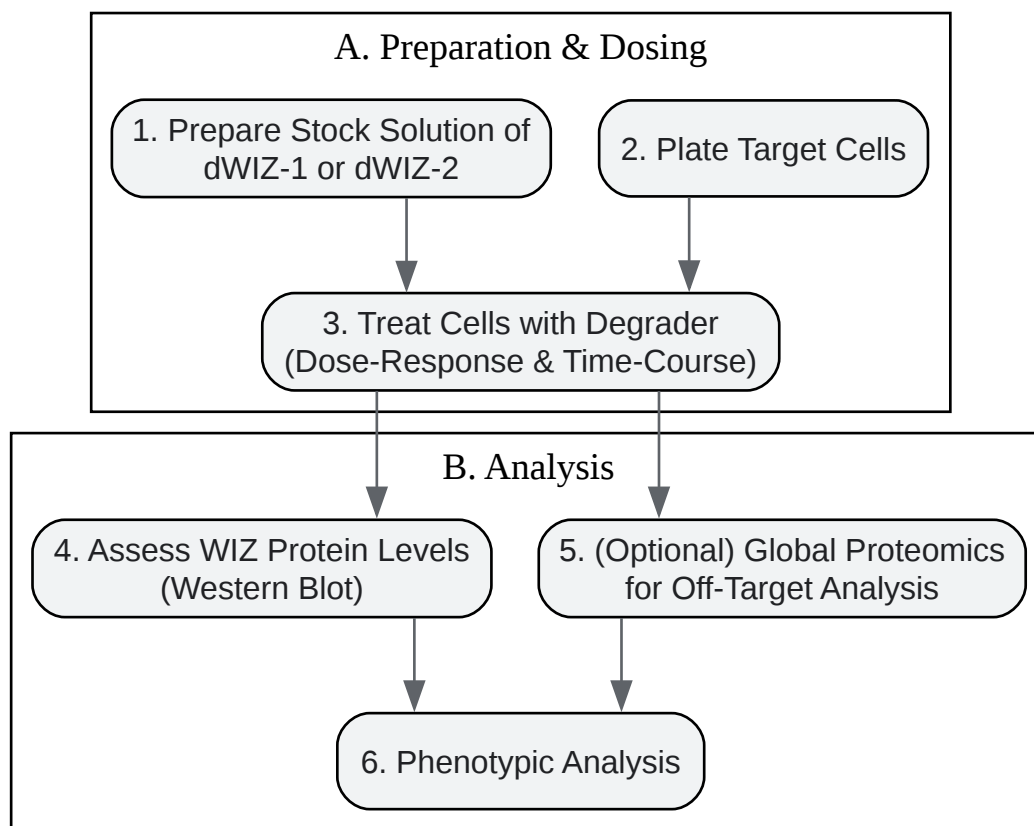 A. Preparation & Dosing
1. Prepare Stock Solution of
dWIZ-1 or dWIZ-2
2. Plate Target Cells
3. Treat Cells with Degrader
(Dose-Response & Time-Course)
B. Analysis
4. Assess WIZ Protein Levels
(Western Blot)
5. (Optional) Global Proteomics
for Off-Target Analysis
6. Phenotypic Analysis